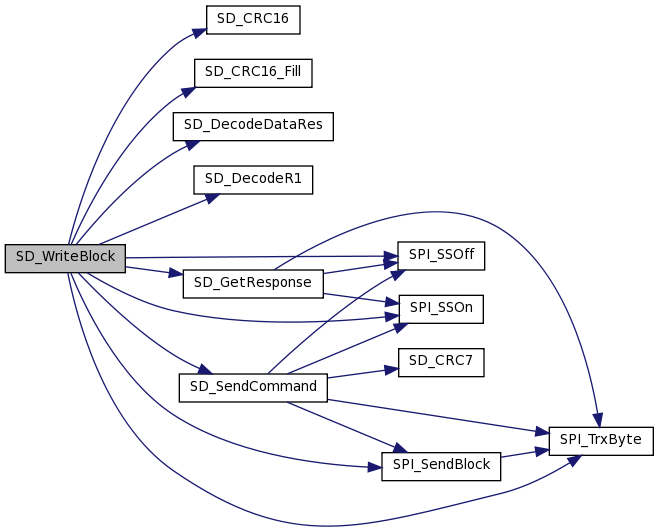 SD_CRC16
SD_CRC16_Fill
SD_DecodeDataRes
SD_DecodeR1
SD_WriteBlock
SPI_SSOff
SD_GetResponse
SPI_SSOn
SD_CRC7
SD_SendCommand
SPI_TrxByte
SPI_SendBlock